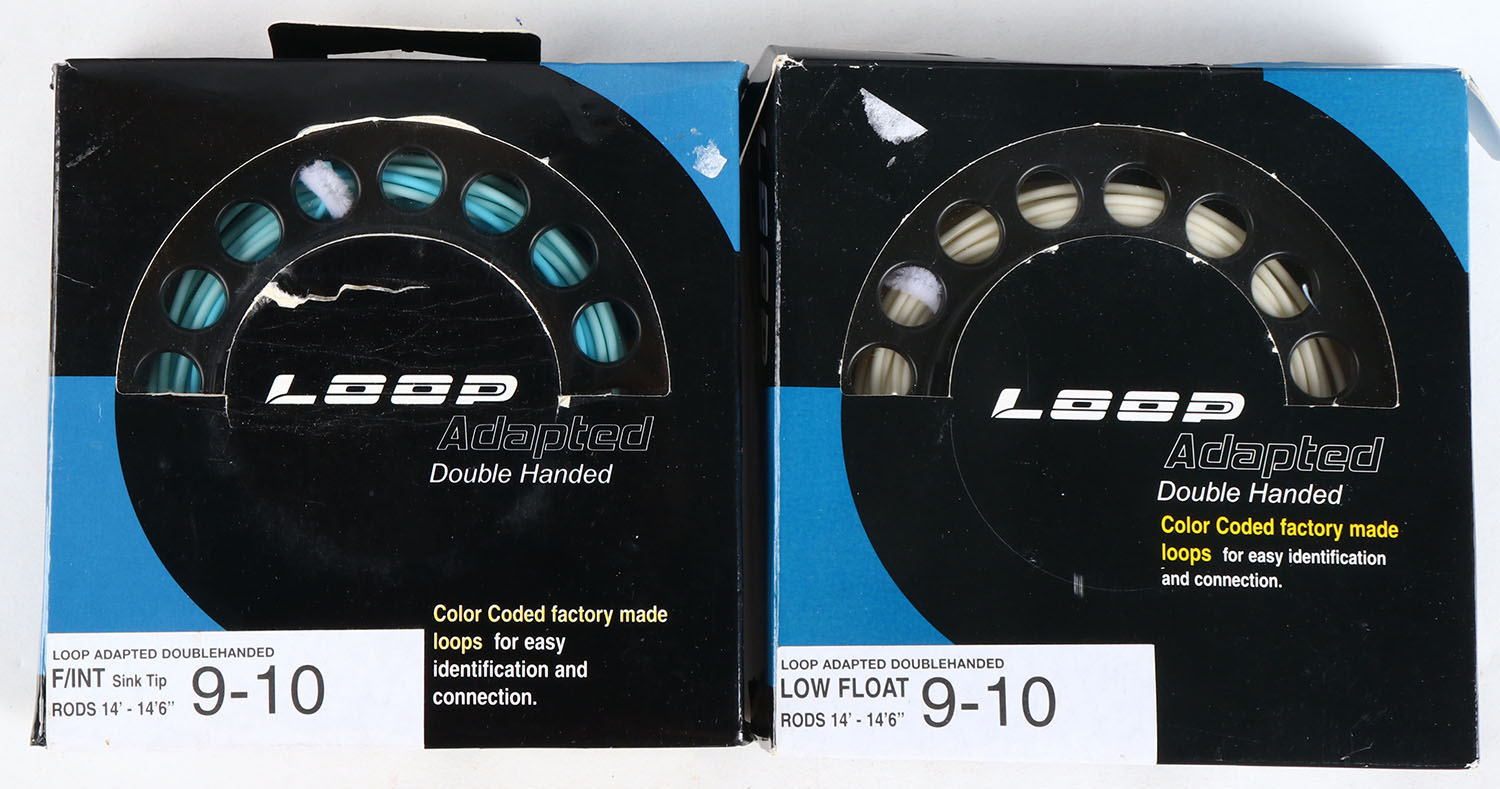 LOOP
Adapted
Double Handed
Color Coded factory made
loops for easy
identification and
connection.
LOOP ADAPTED DOUBLEHANDED
F/INT Sink Tip 9-10
RODS 14' - 14'6"
LOOP
Adapted
Double Handed
Color Coded factory made
loops for easy identification
and connection.
LOOP ADAPTED DOUBLEHANDED
LOW FLOAT 9-10
RODS 14' - 14'6"